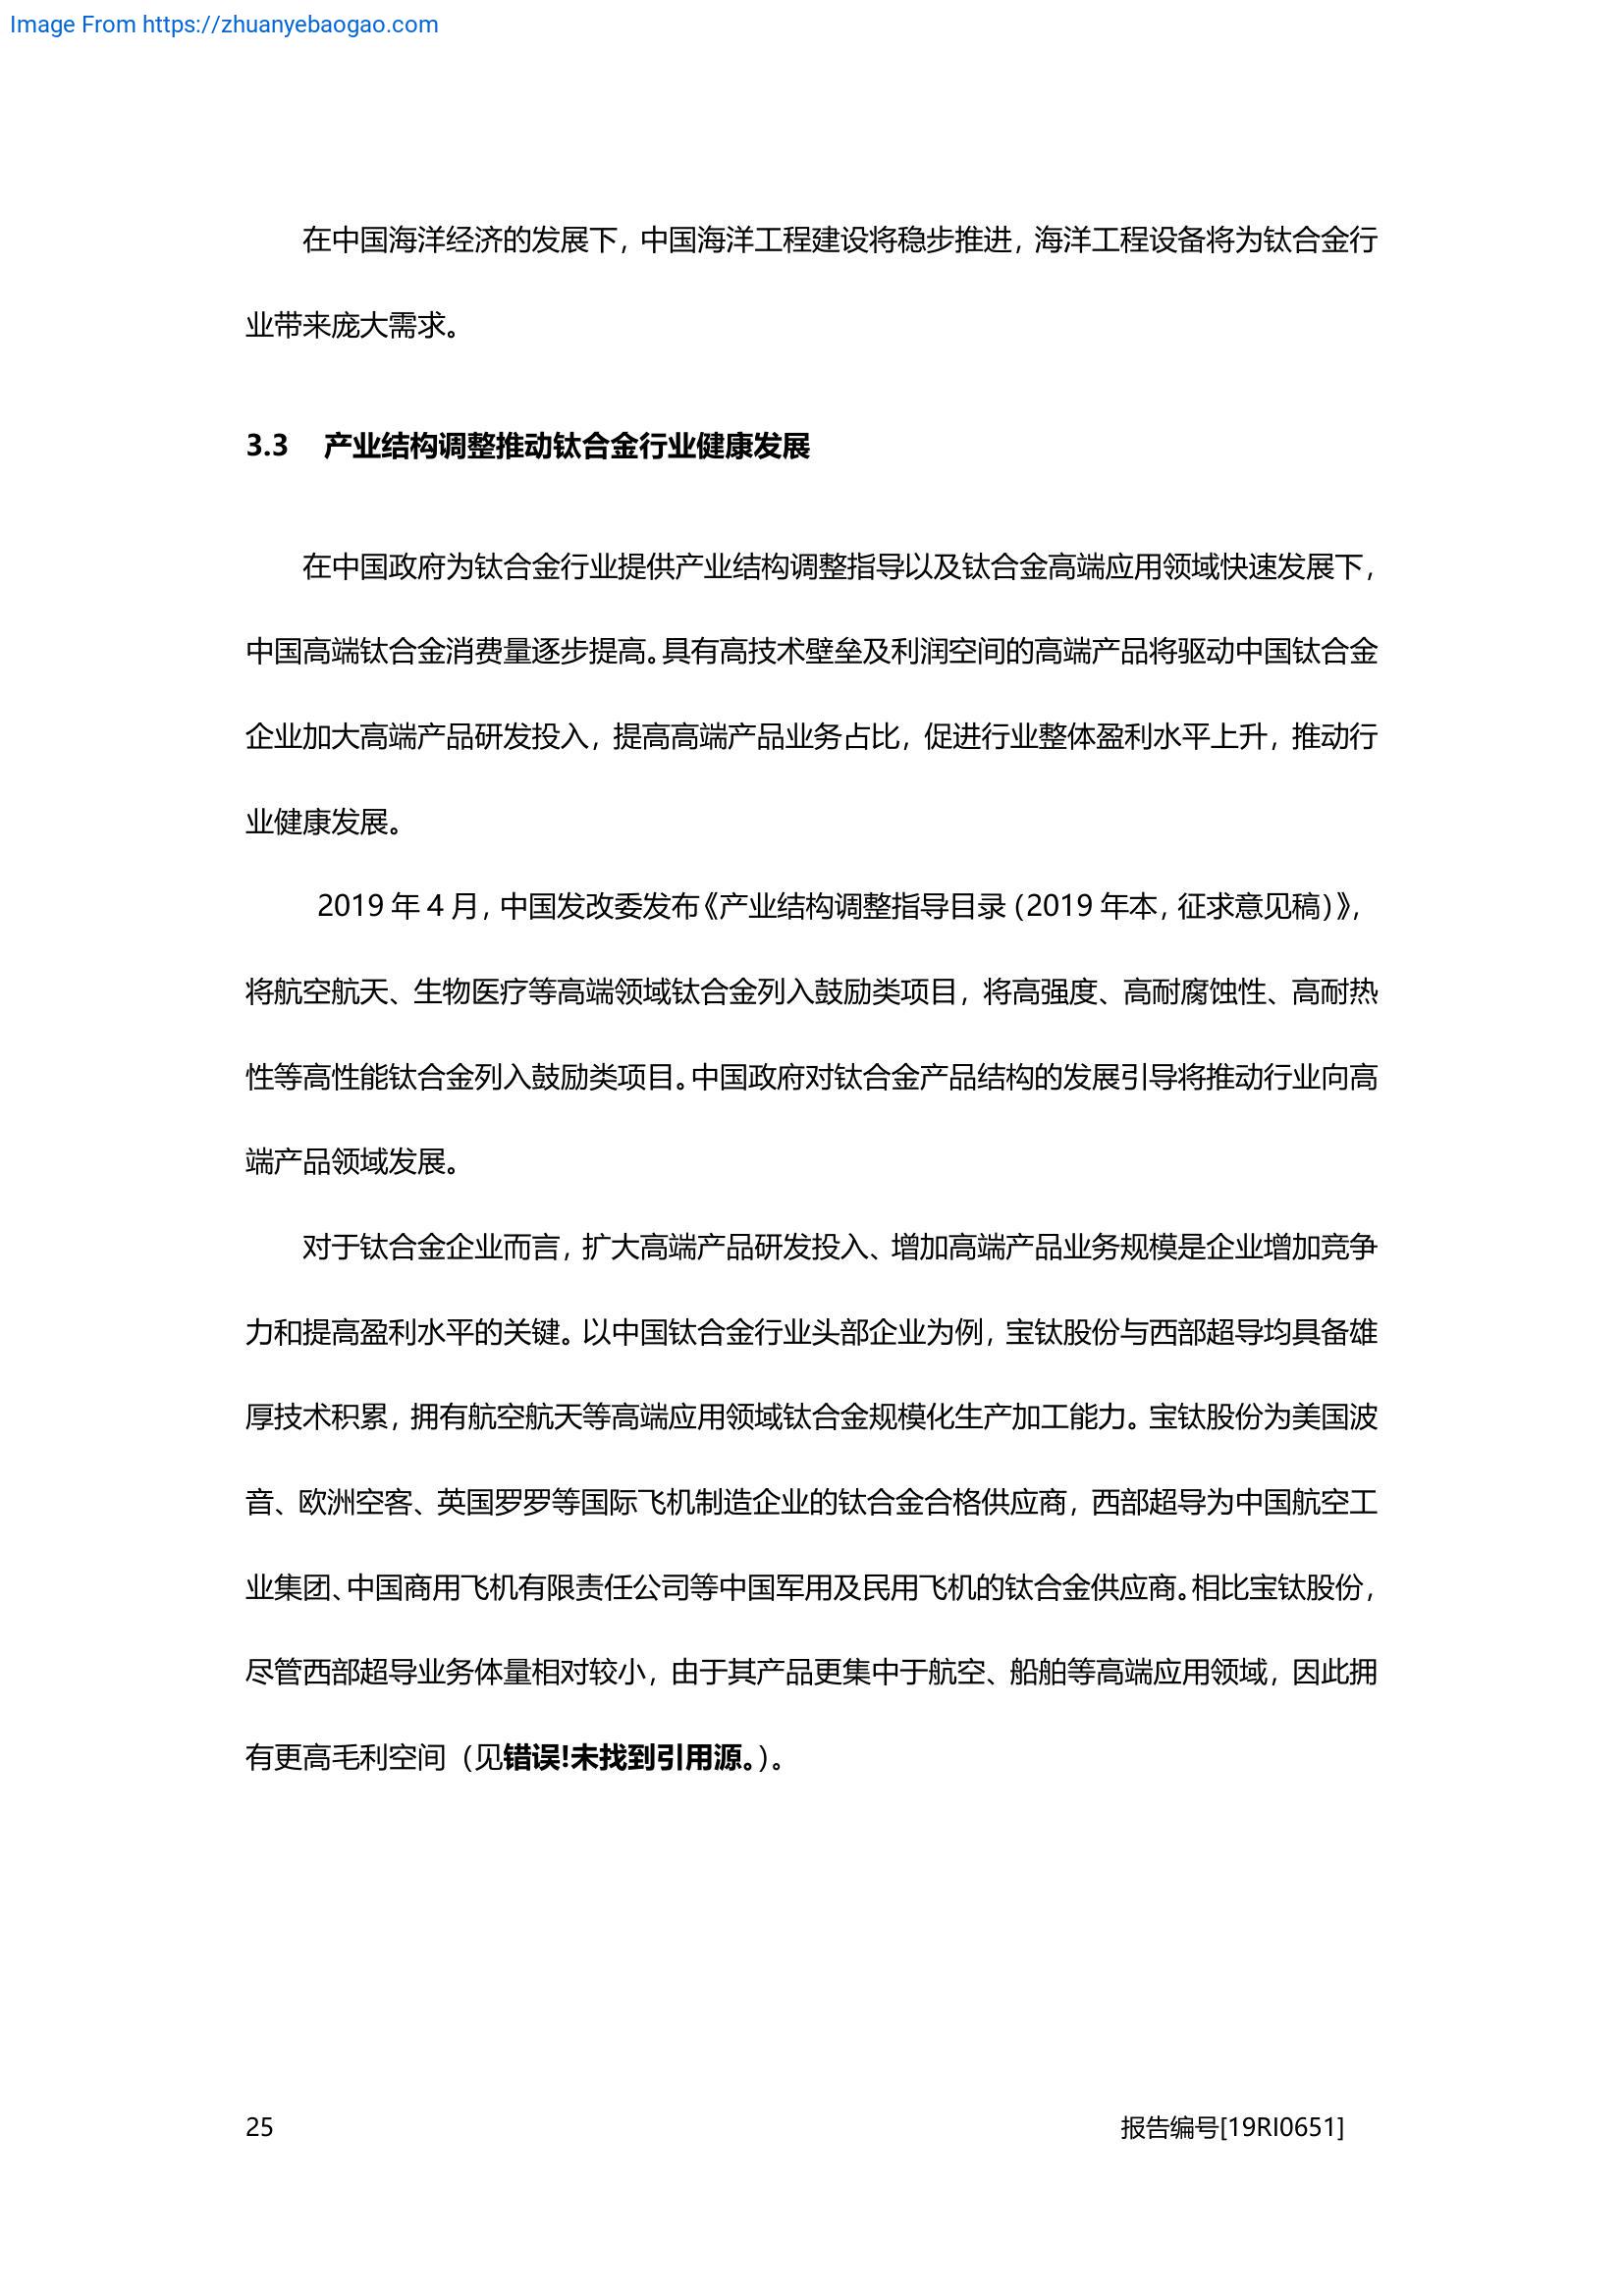 Image From https://zhuanyebaogao.com
在中国海洋经济的发展下，中国海洋工程建设将稳步推进，海洋工程设备将为钛合金行
业带来庞大需求。
3.3 产业结构调整推动钛合金行业健康发展
在中国政府为钛合金行业提供产业结构调整指导以及钛合金高端应用领域快速发展下，
中国高端钛合金消费量逐步提高。具有高技术壁垒及利润空间的高端产品将驱动中国钛合金
企业加大高端产品研发投入，提高高端产品业务占比，促进行业整体盈利水平上升，推动行
业健康发展。
2019 年 4 月，中国发改委发布《产业结构调整指导目录（2019 年本，征求意见稿）》，
将航空航天、生物医疗等高端领域钛合金列入鼓励类项目，将高强度、高耐腐蚀性、高耐热
性等高性能钛合金列入鼓励类项目。中国政府对钛合金产品结构的发展引导将推动行业向高
端产品领域发展。
对于钛合金企业而言，扩大高端产品研发投入、增加高端产品业务规模是企业增加竞争
力和提高盈利水平的关键。以中国钛合金行业头部企业为例，宝钛股份与西部超导均具备雄
厚技术积累，拥有航空航天等高端应用领域钛合金规模化生产加工能力。宝钛股份为美国波
音、欧洲空客、英国罗罗等国际飞机制造企业的钛合金合格供应商，西部超导为中国航空工
业集团、中国商用飞机有限责任公司等中国军用及民用飞机的钛合金供应商。相比宝钛股份，
尽管西部超导业务体量相对较小，由于其产品更集中于航空、船舶等高端应用领域，因此拥
有更高毛利空间（见错误!未找到引用源。）。
25 报告编号[19RI0651]